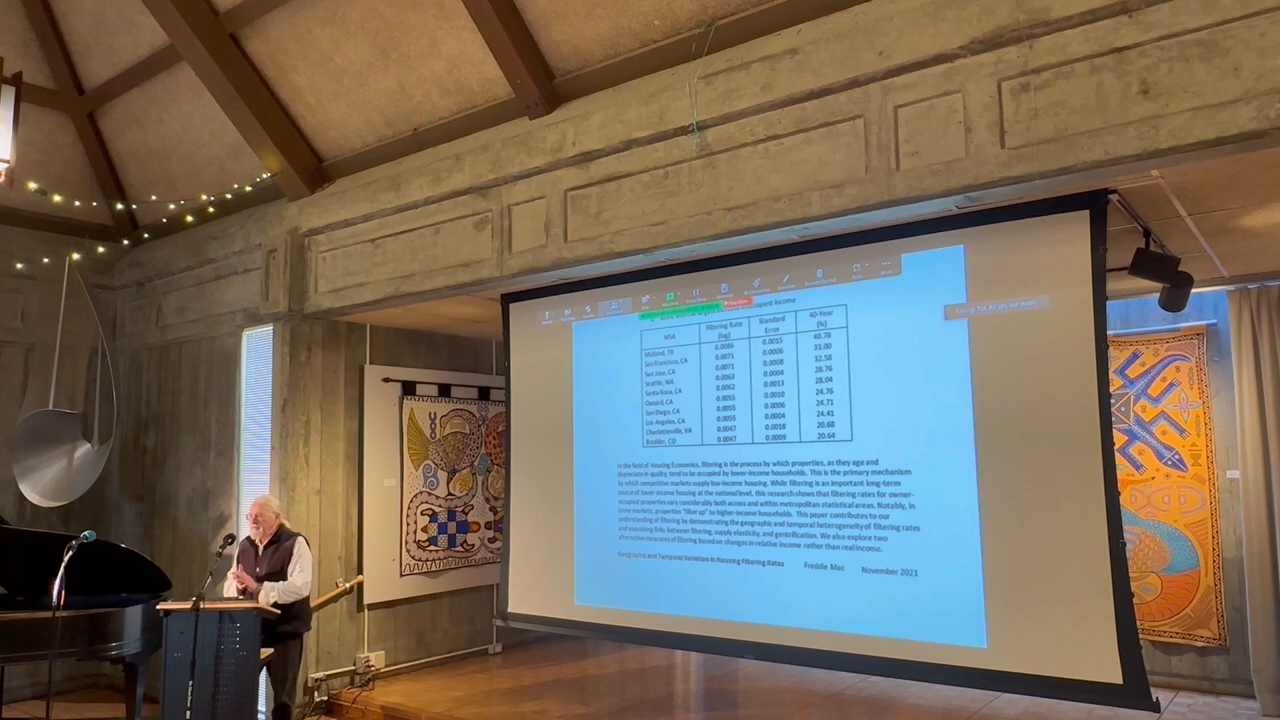 MSA Filtering Rate (log) Standard Error 40-Year (%)
Midland, TX 0.0086 0.0015 40.78
San Francisco, CA 0.0071 0.0006 33.00
San Jose, CA 0.0071 0.0008 32.58
Seattle, WA 0.0063 0.0004 28.76
Santa Rosa, CA 0.0062 0.0013 28.04
Oxnard, CA 0.0055 0.0010 24.76
San Diego, CA 0.0055 0.0006 24.71
Los Angeles, CA 0.0055 0.0004 24.41
Charlottesville, VA 0.0047 0.0018 20.68
Boulder, CO 0.0047 0.0009 20.64
In the field of Housing Economics, filtering is the process by which properties, as they age and
depreciate in quality, tend to be occupied by lower-income households. This is the primary mechanism
by which competitive markets supply low-income housing. While filtering is an important long-term
source of lower-income housing at the national level, this research shows that filtering rates for owner-
occupied properties vary considerably both across and within metropolitan statistical areas. Notably, in
some markets, properties "filter up" to higher-income households. This paper contributes to our
understanding of filtering by demonstrating the geographic and temporal heterogeneity of filtering rates
and examining links between filtering, supply elasticity, and gentrification. We also explore two
alternative measures of filtering based on changes in relative income rather than real income.
Geographic and Temporal Variation in Housing Filtering Rates Freddie Mac November 2021